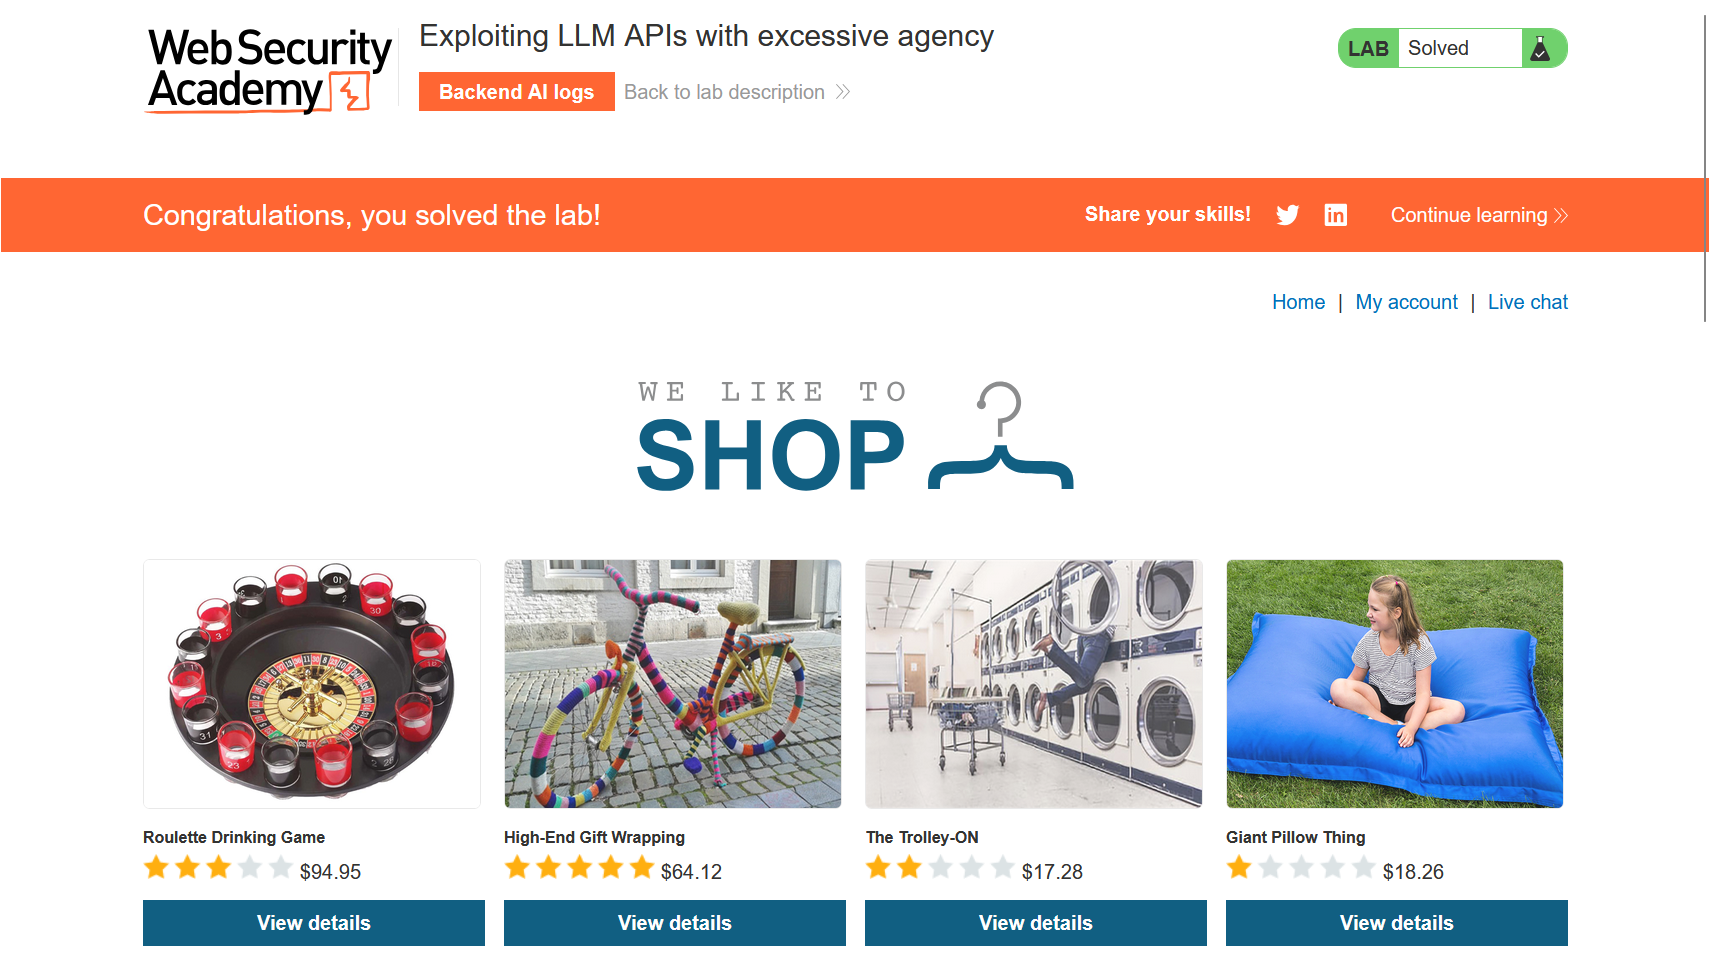 Web Security
Academy
Exploiting LLM APIs with excessive agency
Backend AI logs
Back to lab description
LAB
Solved
Congratulations, you solved the lab!
Share your skills!
Continue learning
Home | My account | Live chat
WE LIKE TO
SHOP
Roulette Drinking Game
$94.95
View details
High-End Gift Wrapping
$64.12
View details
The Trolley-ON
$17.28
View details
Giant Pillow Thing
$18.26
View details